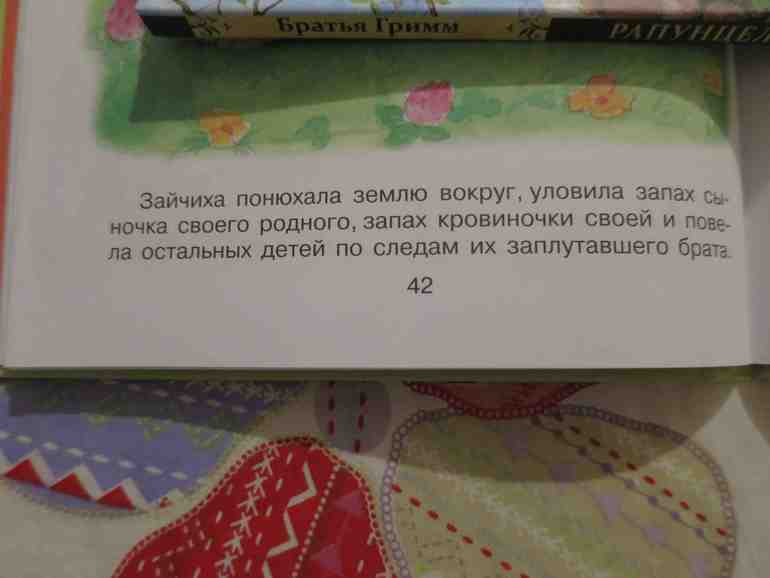 Братья Гримм
РАПУНЦЕЛ
Зайчиха понюхала землю вокруг, уловила запах сы-
ночка своего родного, запах кровиночки своей и пове-
ла остальных детей по следам их заплутавшего брата.
42